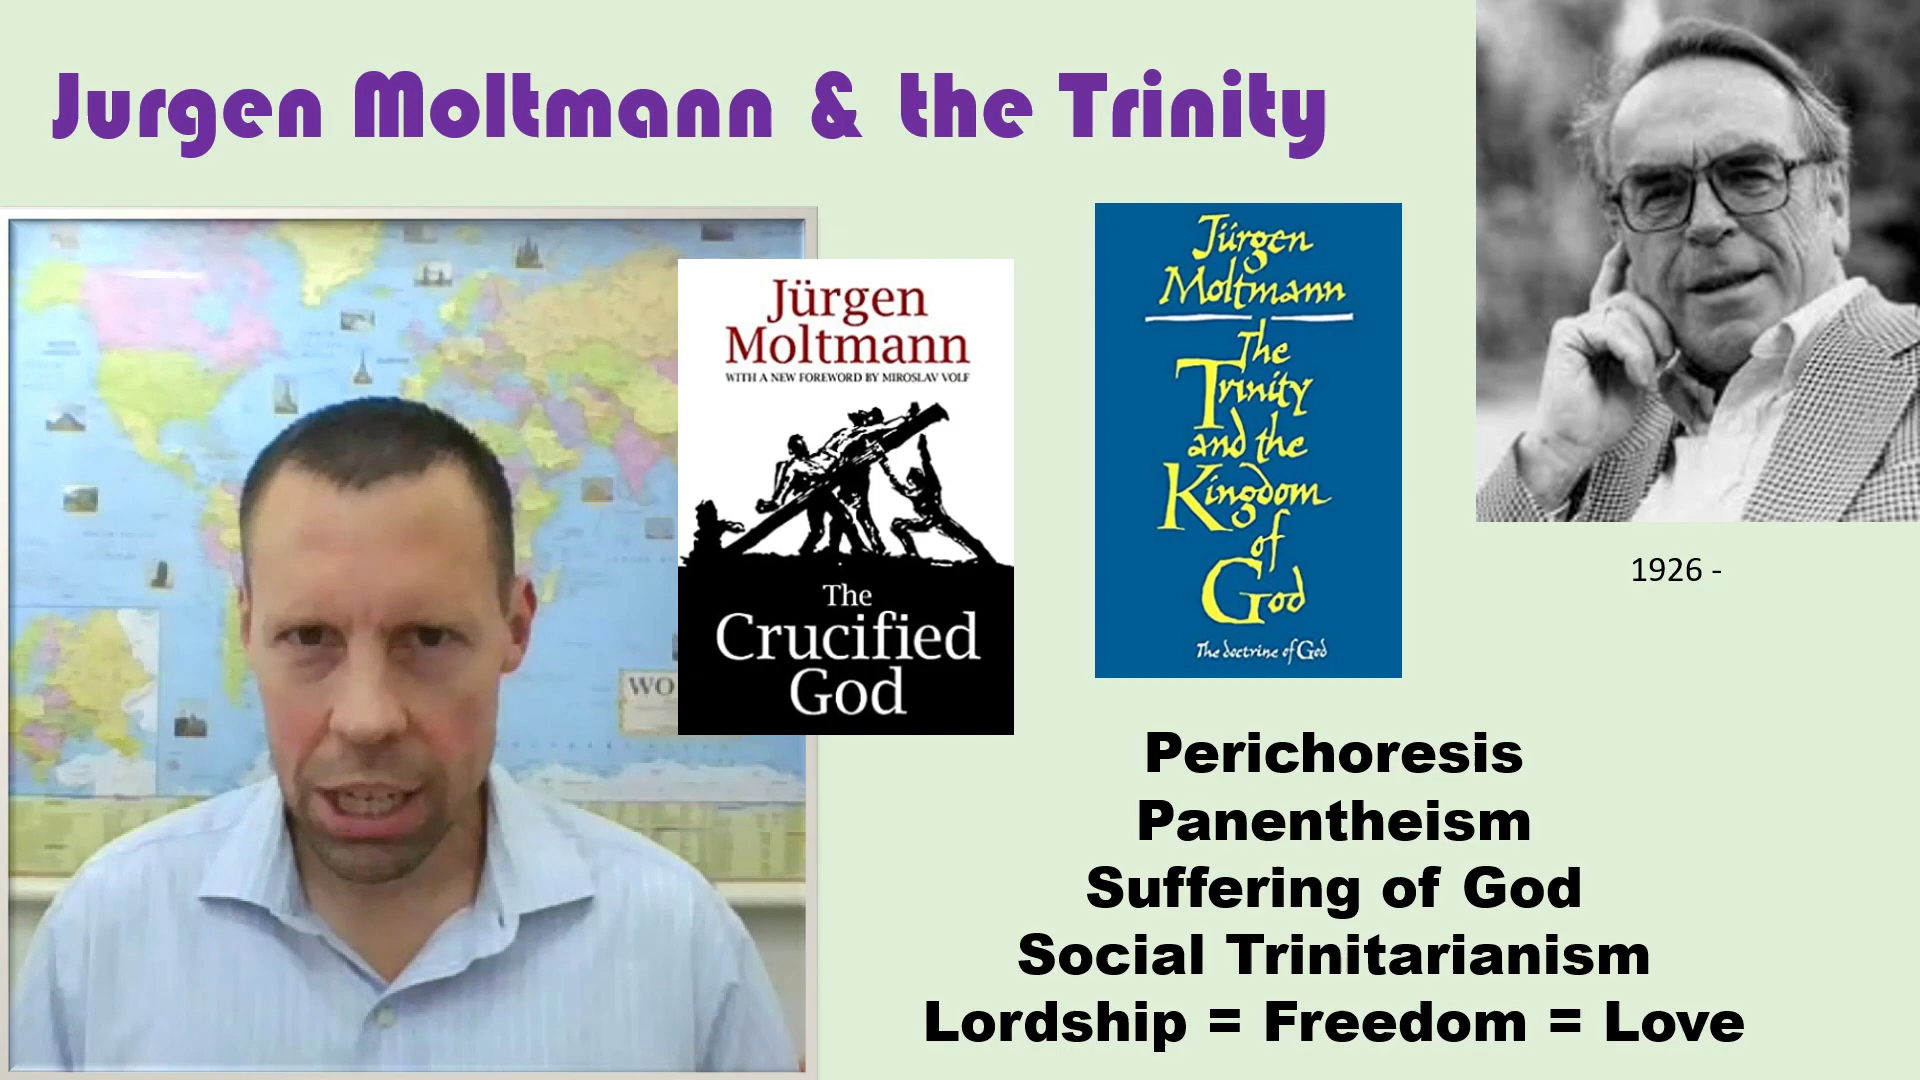 Jurgen Moltmann & the Trinity
Jürgen
Moltmann
WITH A NEW FOREWORD BY MIROSLAV VOLF
The
Crucified
God
Jürgen
Moltmann
The
Trinity
and the
Kingdom
of
God
The doctrine of God
1926 -
WO
Perichoresis
Panentheism
Suffering of God
Social Trinitarianism
Lordship = Freedom = Love